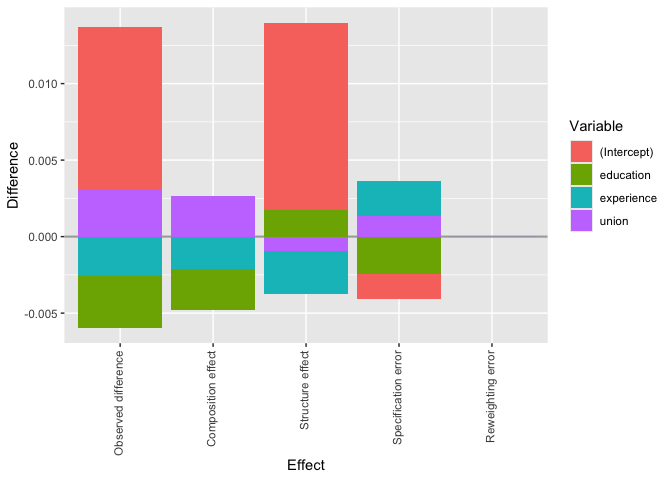 Difference
0.010
0.005
0.000
-0.005
Observed difference
Composition effect
Structure effect
Specification error
Reweighting error
Effect
Variable
(Intercept)
education
experience
union